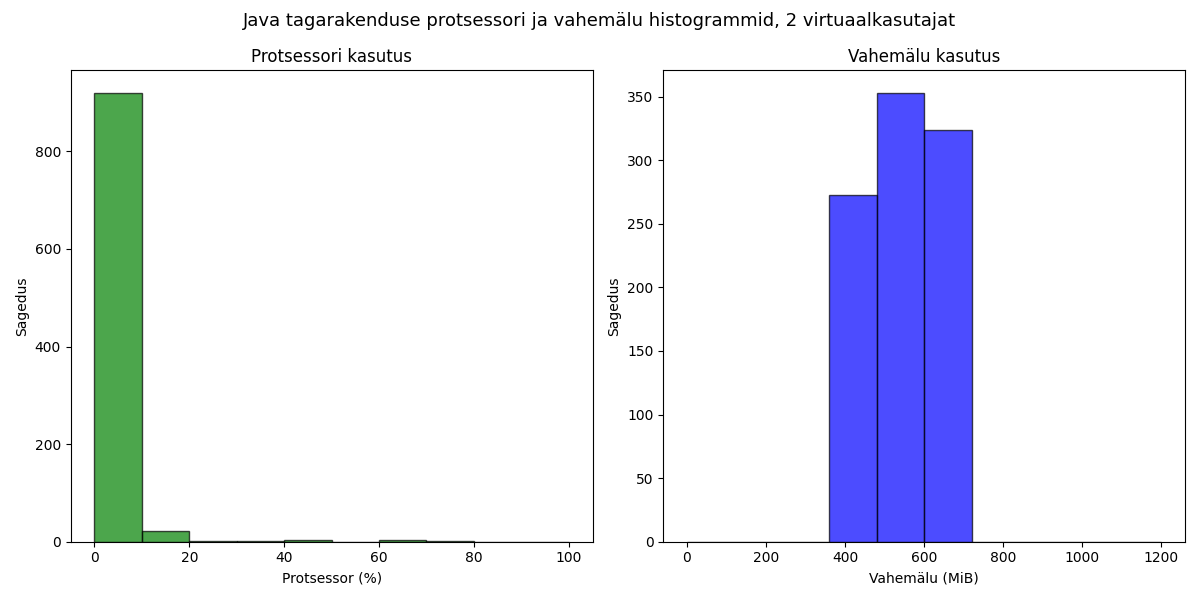 Java tagarakenduse protsessori ja vahemälu histogrammid, 2 virtuaalkasutajat
Protsessori kasutus
Sagedus
800
600
400
200
0
0 20 40 60 80 100
Protsessor (%)
Vahemälu kasutus
Sagedus
350
300
250
200
150
100
50
0
0 200 400 600 800 1000 1200
Vahemälu (MiB)